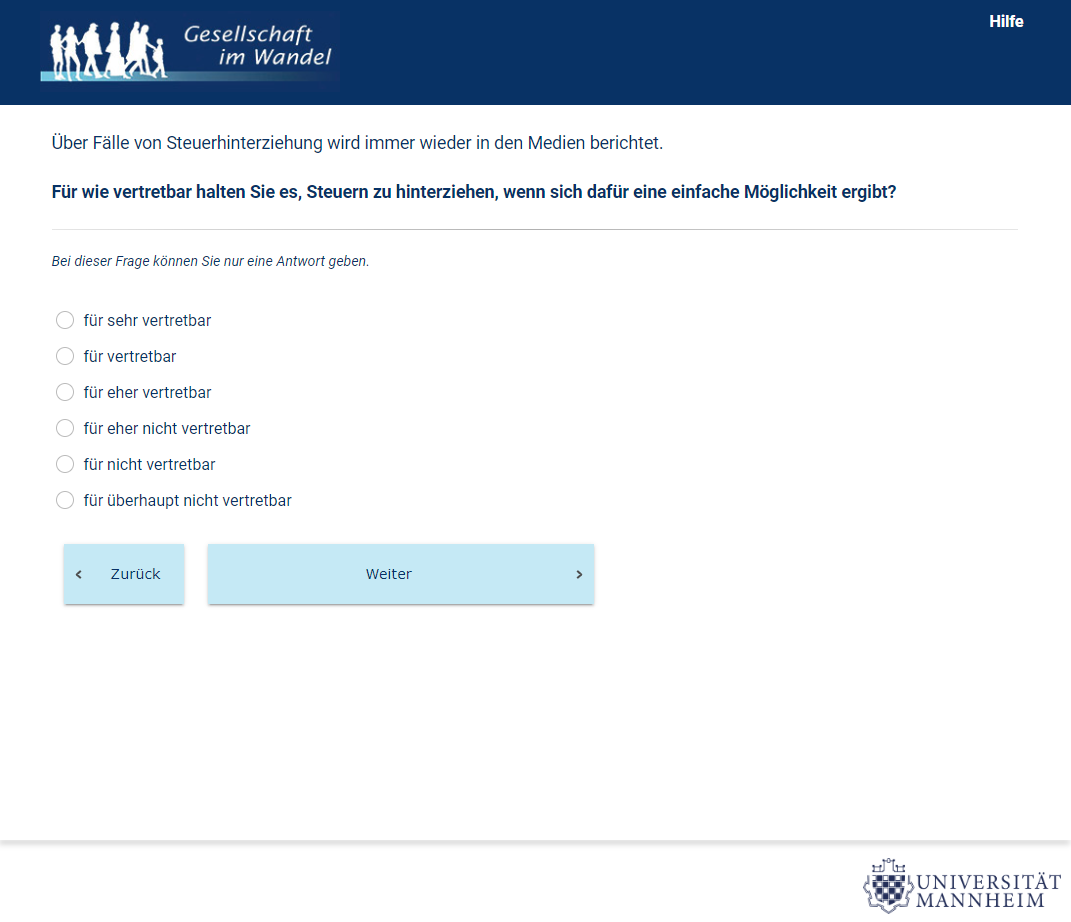 Gesellschaft
im Wandel
Hilfe
Über Fälle von Steuerhinterziehung wird immer wieder in den Medien berichtet.
Für wie vertretbar halten Sie es, Steuern zu hinterziehen, wenn sich dafür eine einfache Möglichkeit ergibt?
Bei dieser Frage können Sie nur eine Antwort geben.
für sehr vertretbar
für vertretbar
für eher vertretbar
für eher nicht vertretbar
für nicht vertretbar
für überhaupt nicht vertretbar
Zurück
Weiter
UNIVERSITÄT
MANNHEIM